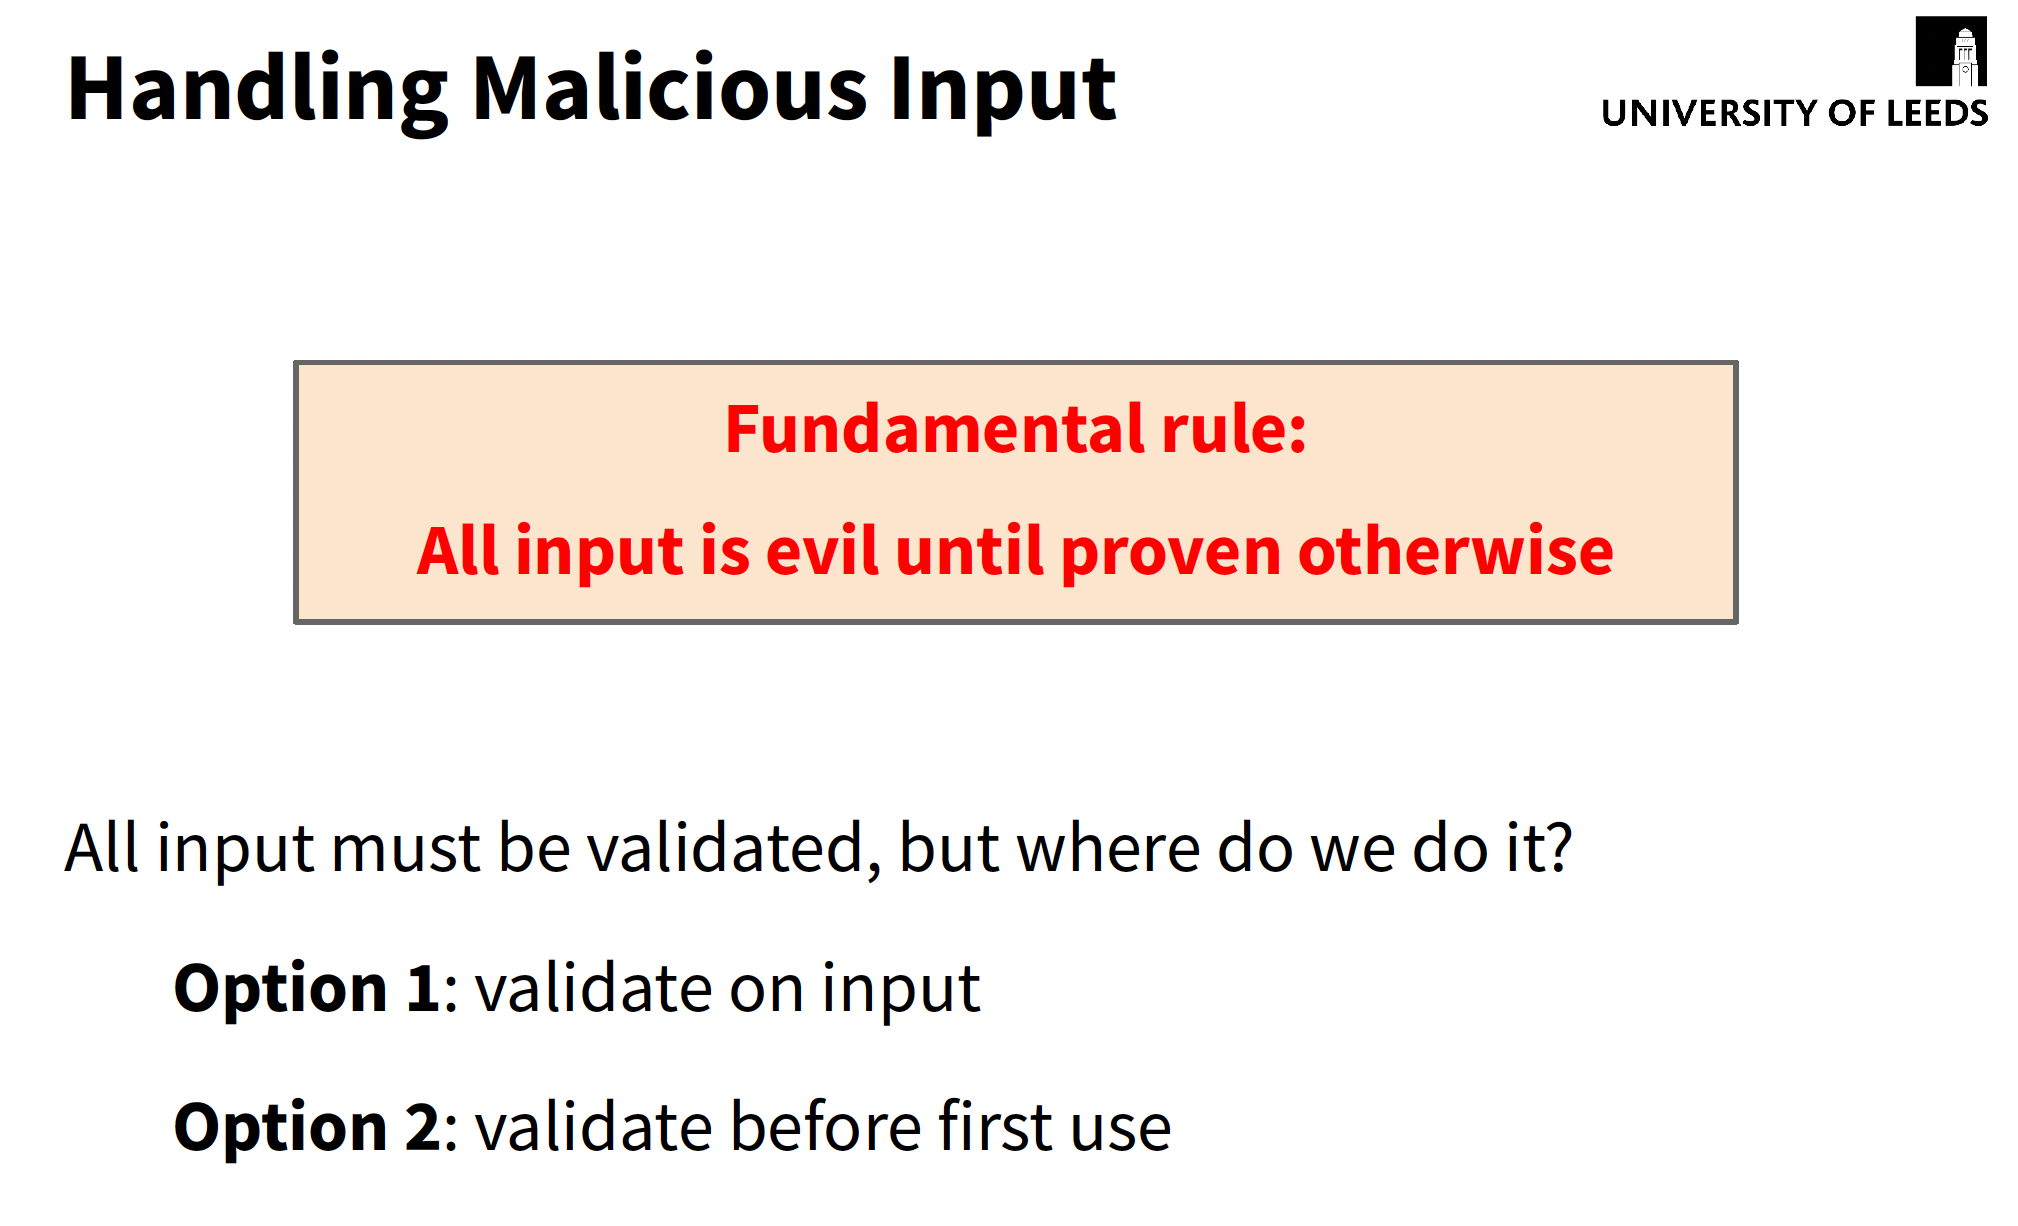 Handling Malicious Input
UNIVERSITY OF LEEDS
Fundamental rule:
All input is evil until proven otherwise
All input must be validated, but where do we do it?
Option 1: validate on input
Option 2: validate before first use